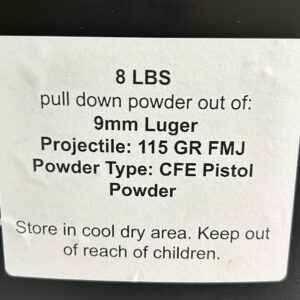 8 LBS
pull down powder out of:
9mm Luger
Projectile: 115 GR FMJ
Powder Type: CFE Pistol
Powder
Store in cool dry area. Keep out
of reach of children.